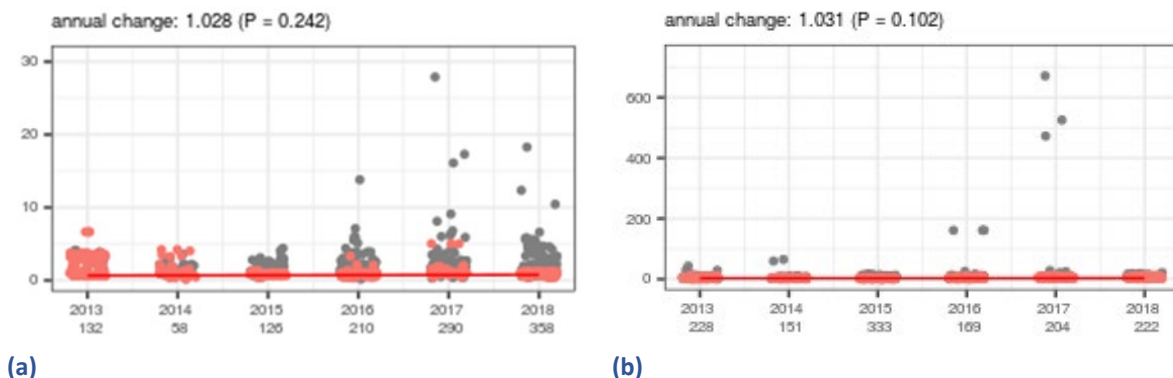 annual change: 1.028 (P = 0.242)
30
20
10
0
2013 2014 2015 2016 2017 2018
132 58 126 210 290 358
(a)
annual change: 1.031 (P = 0.102)
600
400
200
0
2013 2014 2015 2016 2017 2018
228 151 333 169 204 222
(b)